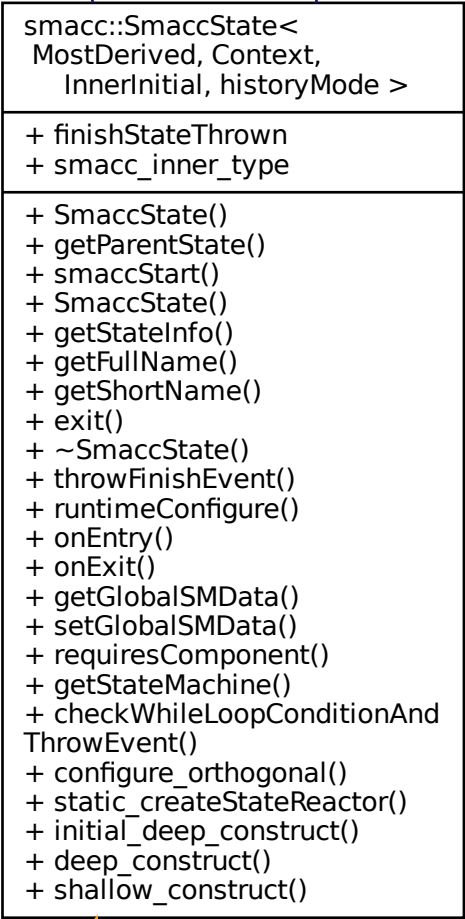 smacc::SmaccState<
MostDerived, Context,
InnerInitial, historyMode >
+ finishStateThrown
+ smacc_inner_type
+ SmaccState()
+ getParentState()
+ smaccStart()
+ SmaccState()
+ getStateInfo()
+ getFullName()
+ getShortName()
+ exit()
+ ~SmaccState()
+ throwFinishEvent()
+ runtimeConfigure()
+ onEntry()
+ onExit()
+ getGlobalSMData()
+ setGlobalSMData()
+ requiresComponent()
+ getStateMachine()
+ checkWhileLoopConditionAnd
ThrowEvent()
+ configure_orthogonal()
+ static_createStateReactor()
+ initial_deep_construct()
+ deep_construct()
+ shallow_construct()